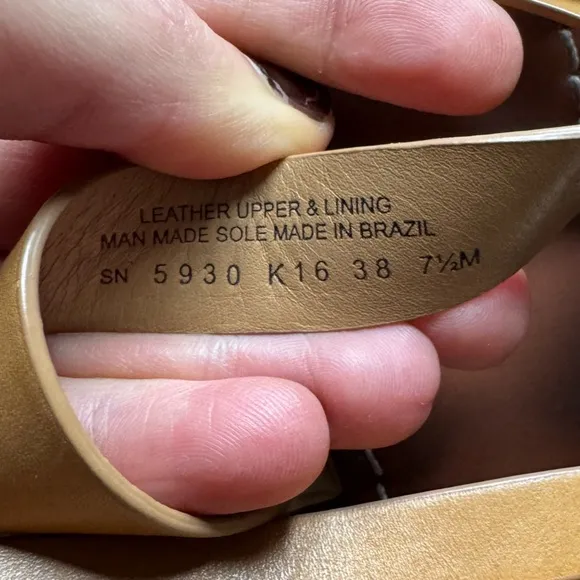 LEATHER UPPER & LINING
MAN MADE SOLE MADE IN BRAZIL
SN 5930 K16 38 7½M